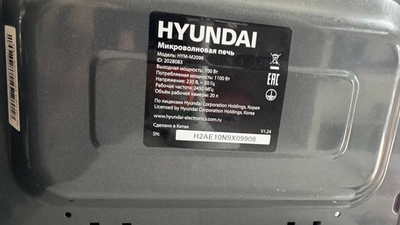 HYUNDAI
Микроволновая печь
Модель: HYM-M2096
ID: 2028083
Выходная мощность: 700 Вт
Потребляемая мощность: 1100 Вт
Напряжение: 230 В ~ 50 Гц
Рабочая частота: 2450 МГц
Объем рабочей камеры: 20 л
EAC
По лицензии Hyundai Corporation Holdings, Корея
Licensed by Hyundai Corporation Holdings, Korea
www.hyundai-electronics.ru
Сделано в Китае
V1.24
SN:
H2AE10N9X09908